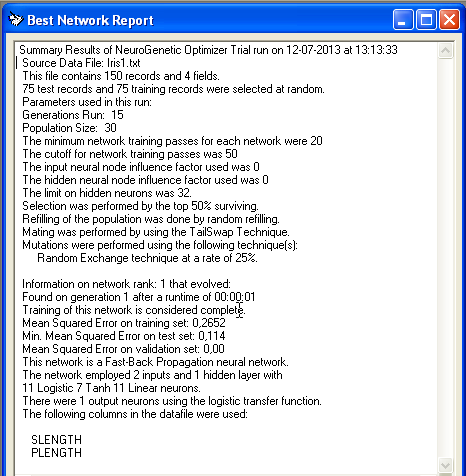 Best Network Report
Summary Results of NeuroGenetic Optimizer Trial run on 12-07-2013 at 13:13:33
Source Data File: Iris1.txt
This file contains 150 records and 4 fields.
75 test records and 75 training records were selected at random.
Parameters used in this run:
Generations Run: 15
Population Size: 30
The minimum network training passes for each network were 20
The cutoff for network training passes was 50
The input neural node influence factor used was 0
The hidden neural node influence factor used was 0
The limit on hidden neurons was 32.
Selection was performed by the top 50% surviving.
Refilling of the population was done by random refilling.
Mating was performed by using the TailSwap Technique.
Mutations were performed using the following technique(s):
Random Exchange technique at a rate of 25%.
Information on network rank: 1 that evolved:
Found on generation 1 after a runtime of 00:00:01
Training of this network is considered complete.
Mean Squared Error on training set: 0,2652
Min. Mean Squared Error on test set: 0,114
Mean Squared Error on validation set: 0,00
This network is a Fast-Back Propagation neural network.
The network employed 2 inputs and 1 hidden layer with
11 Logistic 7 Tanh 11 Linear neurons.
There were 1 output neurons using the logistic transfer function.
The following columns in the datafile were used:
SLENGTH
PLENGTH